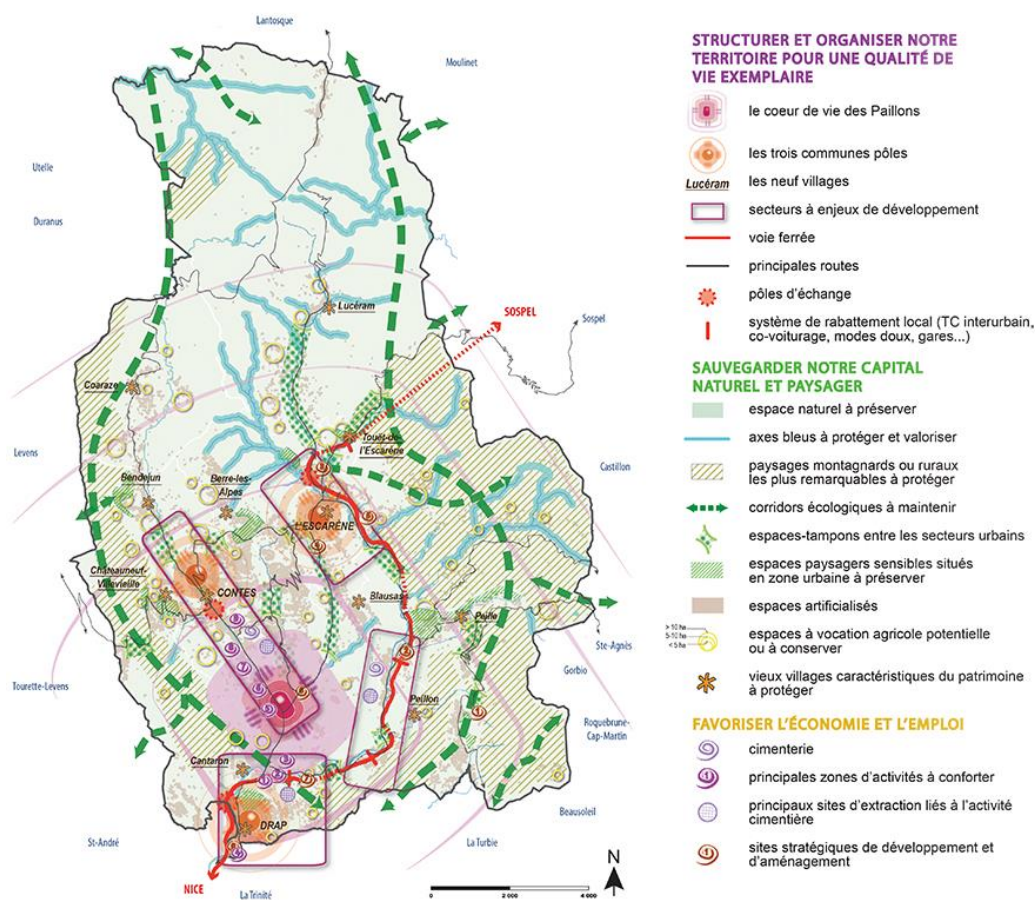 Lantosque
Moulinet
Utelle
Duranus
Lucéram
SOSPEL
Sospel
Coaraze
Touët-de-
l'Escarène
Levens
Castillon
Bendejun
Berre-les-
Alpes
L'ESCARÈNE
Châteauneuf-
Villevieille
CONTES
Blausasc
Peille
Ste-Agnès
Gorbio
Tourette-Levens
Peillon
Roquebrune-
Cap-Martin
Cantaron
Beausoleil
DRAP
St-André
La Turbie
NICE
La Trinité
0 2 000 4 000
N
STRUCTURER ET ORGANISER NOTRE
TERRITOIRE POUR UNE QUALITÉ DE
VIE EXEMPLAIRE
le coeur de vie des Paillons
les trois communes pôles
Lucéram les neuf villages
secteurs à enjeux de développement
voie ferrée
principales routes
pôles d'échange
système de rabattement local (TC interurbain,
co-voiturage, modes doux, gares...)
SAUVEGARDER NOTRE CAPITAL
NATUREL ET PAYSAGER
espace naturel à préserver
axes bleus à protéger et valoriser
paysages montagnards ou ruraux
les plus remarquables à protéger
corridors écologiques à maintenir
espaces-tampons entre les secteurs urbains
espaces paysagers sensibles situés
en zone urbaine à préserver
espaces artificialisés
> 10 ha
5-10 ha
< 5 ha
espaces à vocation agricole potentielle
ou à conserver
vieux villages caractéristiques du patrimoine
à protéger
FAVORISER L'ÉCONOMIE ET L'EMPLOI
cimenterie
1 principales zones d'activités à conforter
principaux sites d'extraction liés à l'activité
cimentière
1 sites stratégiques de développement et
d'aménagement